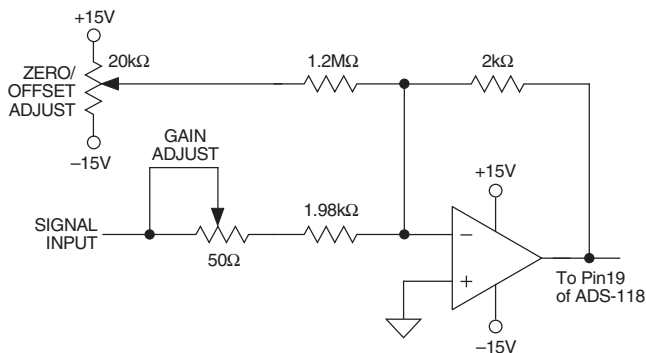 +15V
20kΩ
ZERO/
OFFSET
ADJUST
–15V
1.2MΩ
2kΩ
GAIN
ADJUST
SIGNAL
INPUT
50Ω
1.98kΩ
+15V
–
+
–15V
To Pin19
of ADS-118